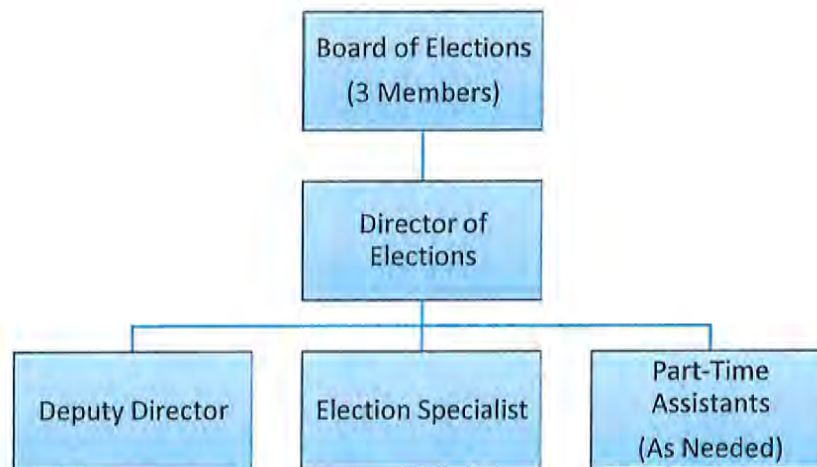 Board of Elections
(3 Members)
Director of
Elections
Deputy Director
Election Specialist
Part-Time
Assistants
(As Needed)